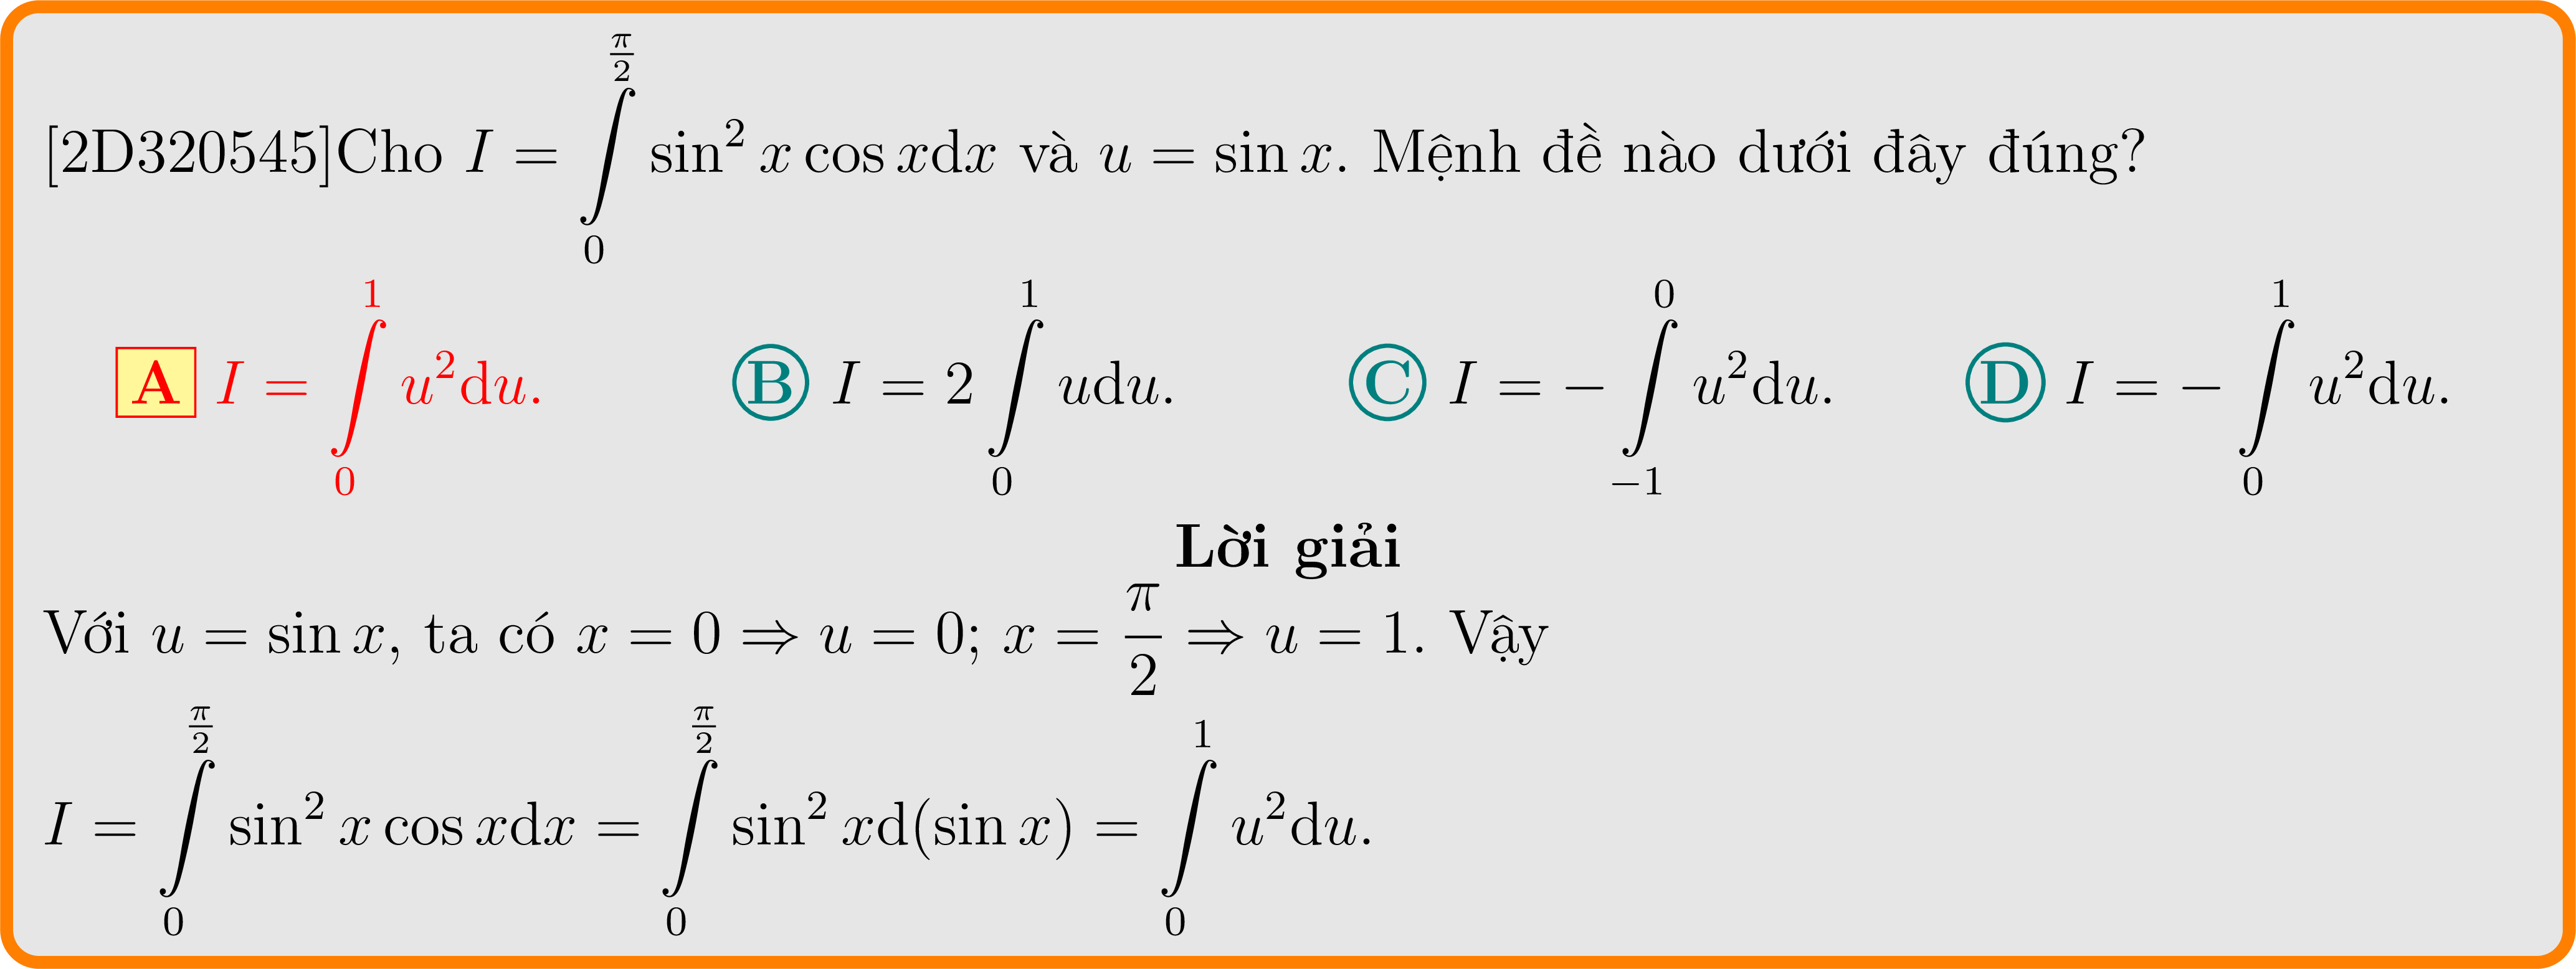 [2D320545]Cho $I = \int\limits_0^{\frac{\pi}{2}} \sin^2 x \cos x \mathrm{d}x$ và $u = \sin x$. Mệnh đề nào dưới đây đúng?
A $I = \int\limits_0^1 u^2 \mathrm{d}u.$ B $I = 2\int\limits_0^1 u \mathrm{d}u.$ C $I = -\int\limits_{-1}^0 u^2 \mathrm{d}u.$ D $I = -\int\limits_0^1 u^2 \mathrm{d}u.$
Lời giải
Với $u = \sin x$, ta có $x = 0 \Rightarrow u = 0$; $x = \frac{\pi}{2} \Rightarrow u = 1$. Vậy
$I = \int\limits_0^{\frac{\pi}{2}} \sin^2 x \cos x \mathrm{d}x = \int\limits_0^{\frac{\pi}{2}} \sin^2 x \mathrm{d}(\sin x) = \int\limits_0^1 u^2 \mathrm{d}u.$